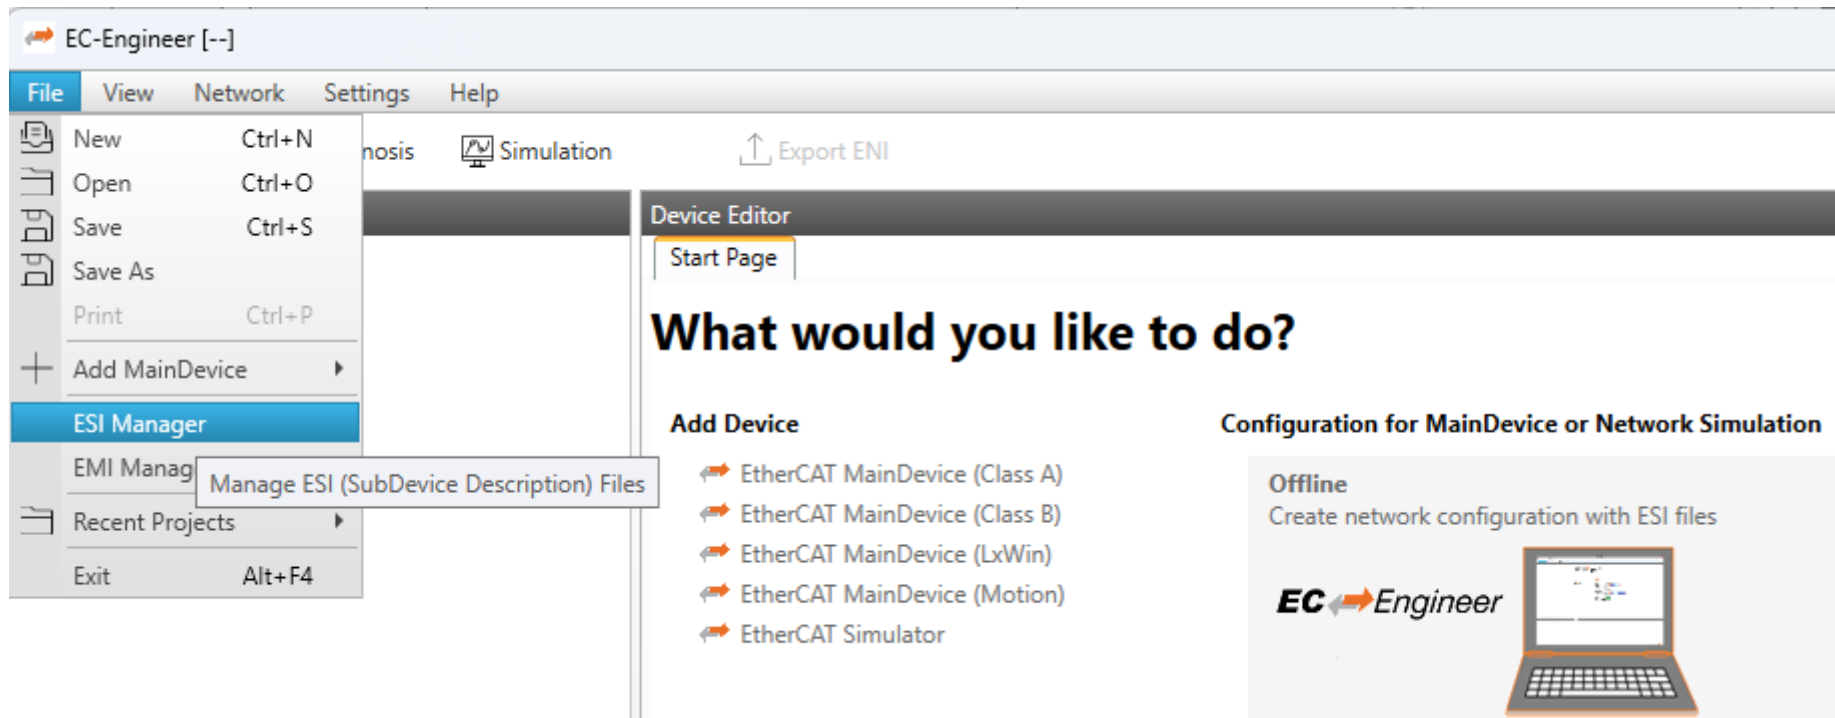 EC-Engineer [--]
File View Network Settings Help
New Ctrl+N
Open Ctrl+O
Save Ctrl+S
Save As
Print Ctrl+P
Add MainDevice
ESI Manager
EMI Manag
Manage ESI (SubDevice Description) Files
Recent Projects
Exit Alt+F4
nosis Simulation Export ENI
Device Editor
Start Page
What would you like to do?
Add Device
EtherCAT MainDevice (Class A)
EtherCAT MainDevice (Class B)
EtherCAT MainDevice (LxWin)
EtherCAT MainDevice (Motion)
EtherCAT Simulator
Configuration for MainDevice or Network Simulation
Offline
Create network configuration with ESI files
EC Engineer